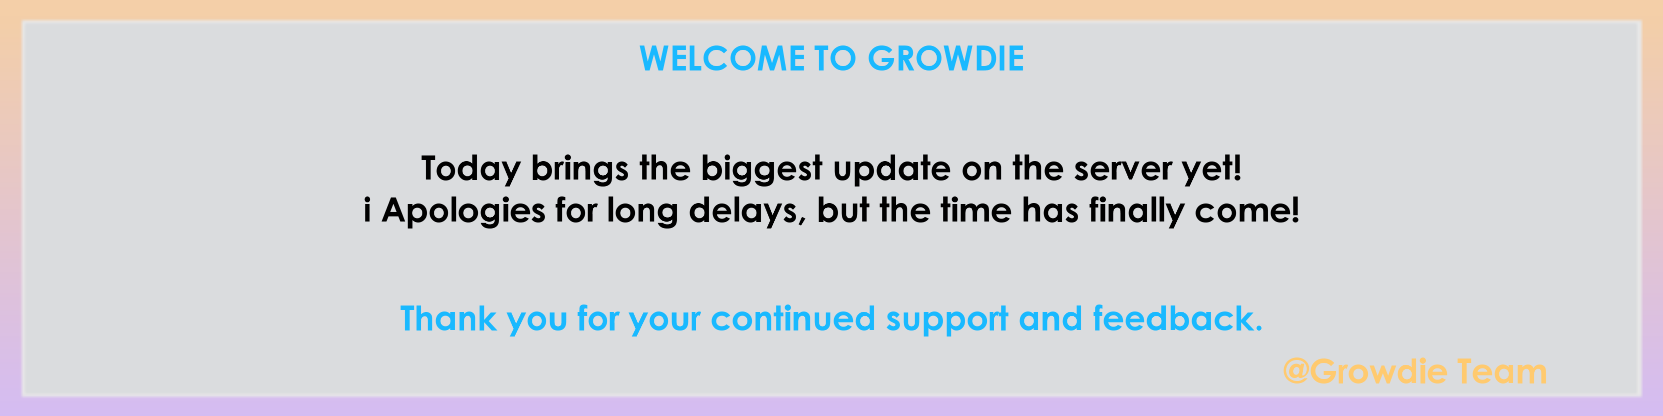 WELCOME TO GROWDIE
Today brings the biggest update on the server yet!
i Apologies for long delays, but the time has finally come!
Thank you for your continued support and feedback.
@Growdie Team